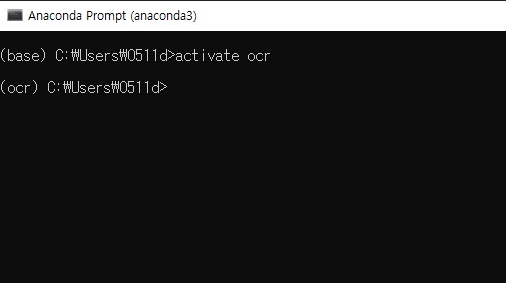 Anaconda Prompt (anaconda3)
(base) C:₩Users₩0511d>activate ocr
(ocr) C:₩Users₩0511d>